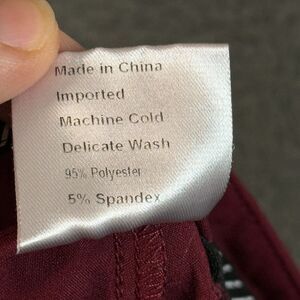 Made in China
Imported
Machine Cold
Delicate Wash
95% Polyester
5% Spandex